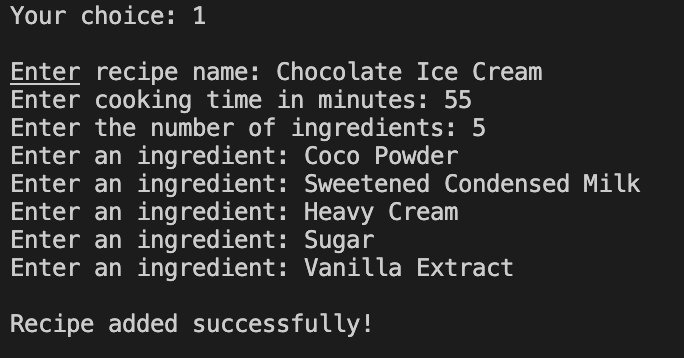 Your choice: 1
Enter recipe name: Chocolate Ice Cream
Enter cooking time in minutes: 55
Enter the number of ingredients: 5
Enter an ingredient: Coco Powder
Enter an ingredient: Sweetened Condensed Milk
Enter an ingredient: Heavy Cream
Enter an ingredient: Sugar
Enter an ingredient: Vanilla Extract
Recipe added successfully!